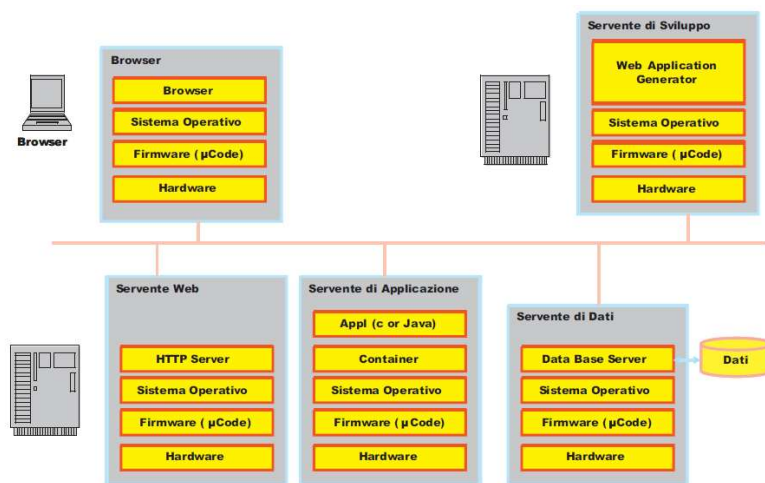 Browser
Browser
Sistema Operativo
Firmware ( µCode)
Hardware
Browser
Servente di Sviluppo
Web Application
Generator
Sistema Operativo
Firmware ( µCode)
Hardware
Servente Web
HTTP Server
Sistema Operativo
Firmware ( µCode)
Hardware
Servente di Applicazione
Appl (c or Java)
Container
Sistema Operativo
Firmware ( µCode)
Hardware
Servente di Dati
Data Base Server
Sistema Operativo
Firmware ( µCode)
Hardware
Dati